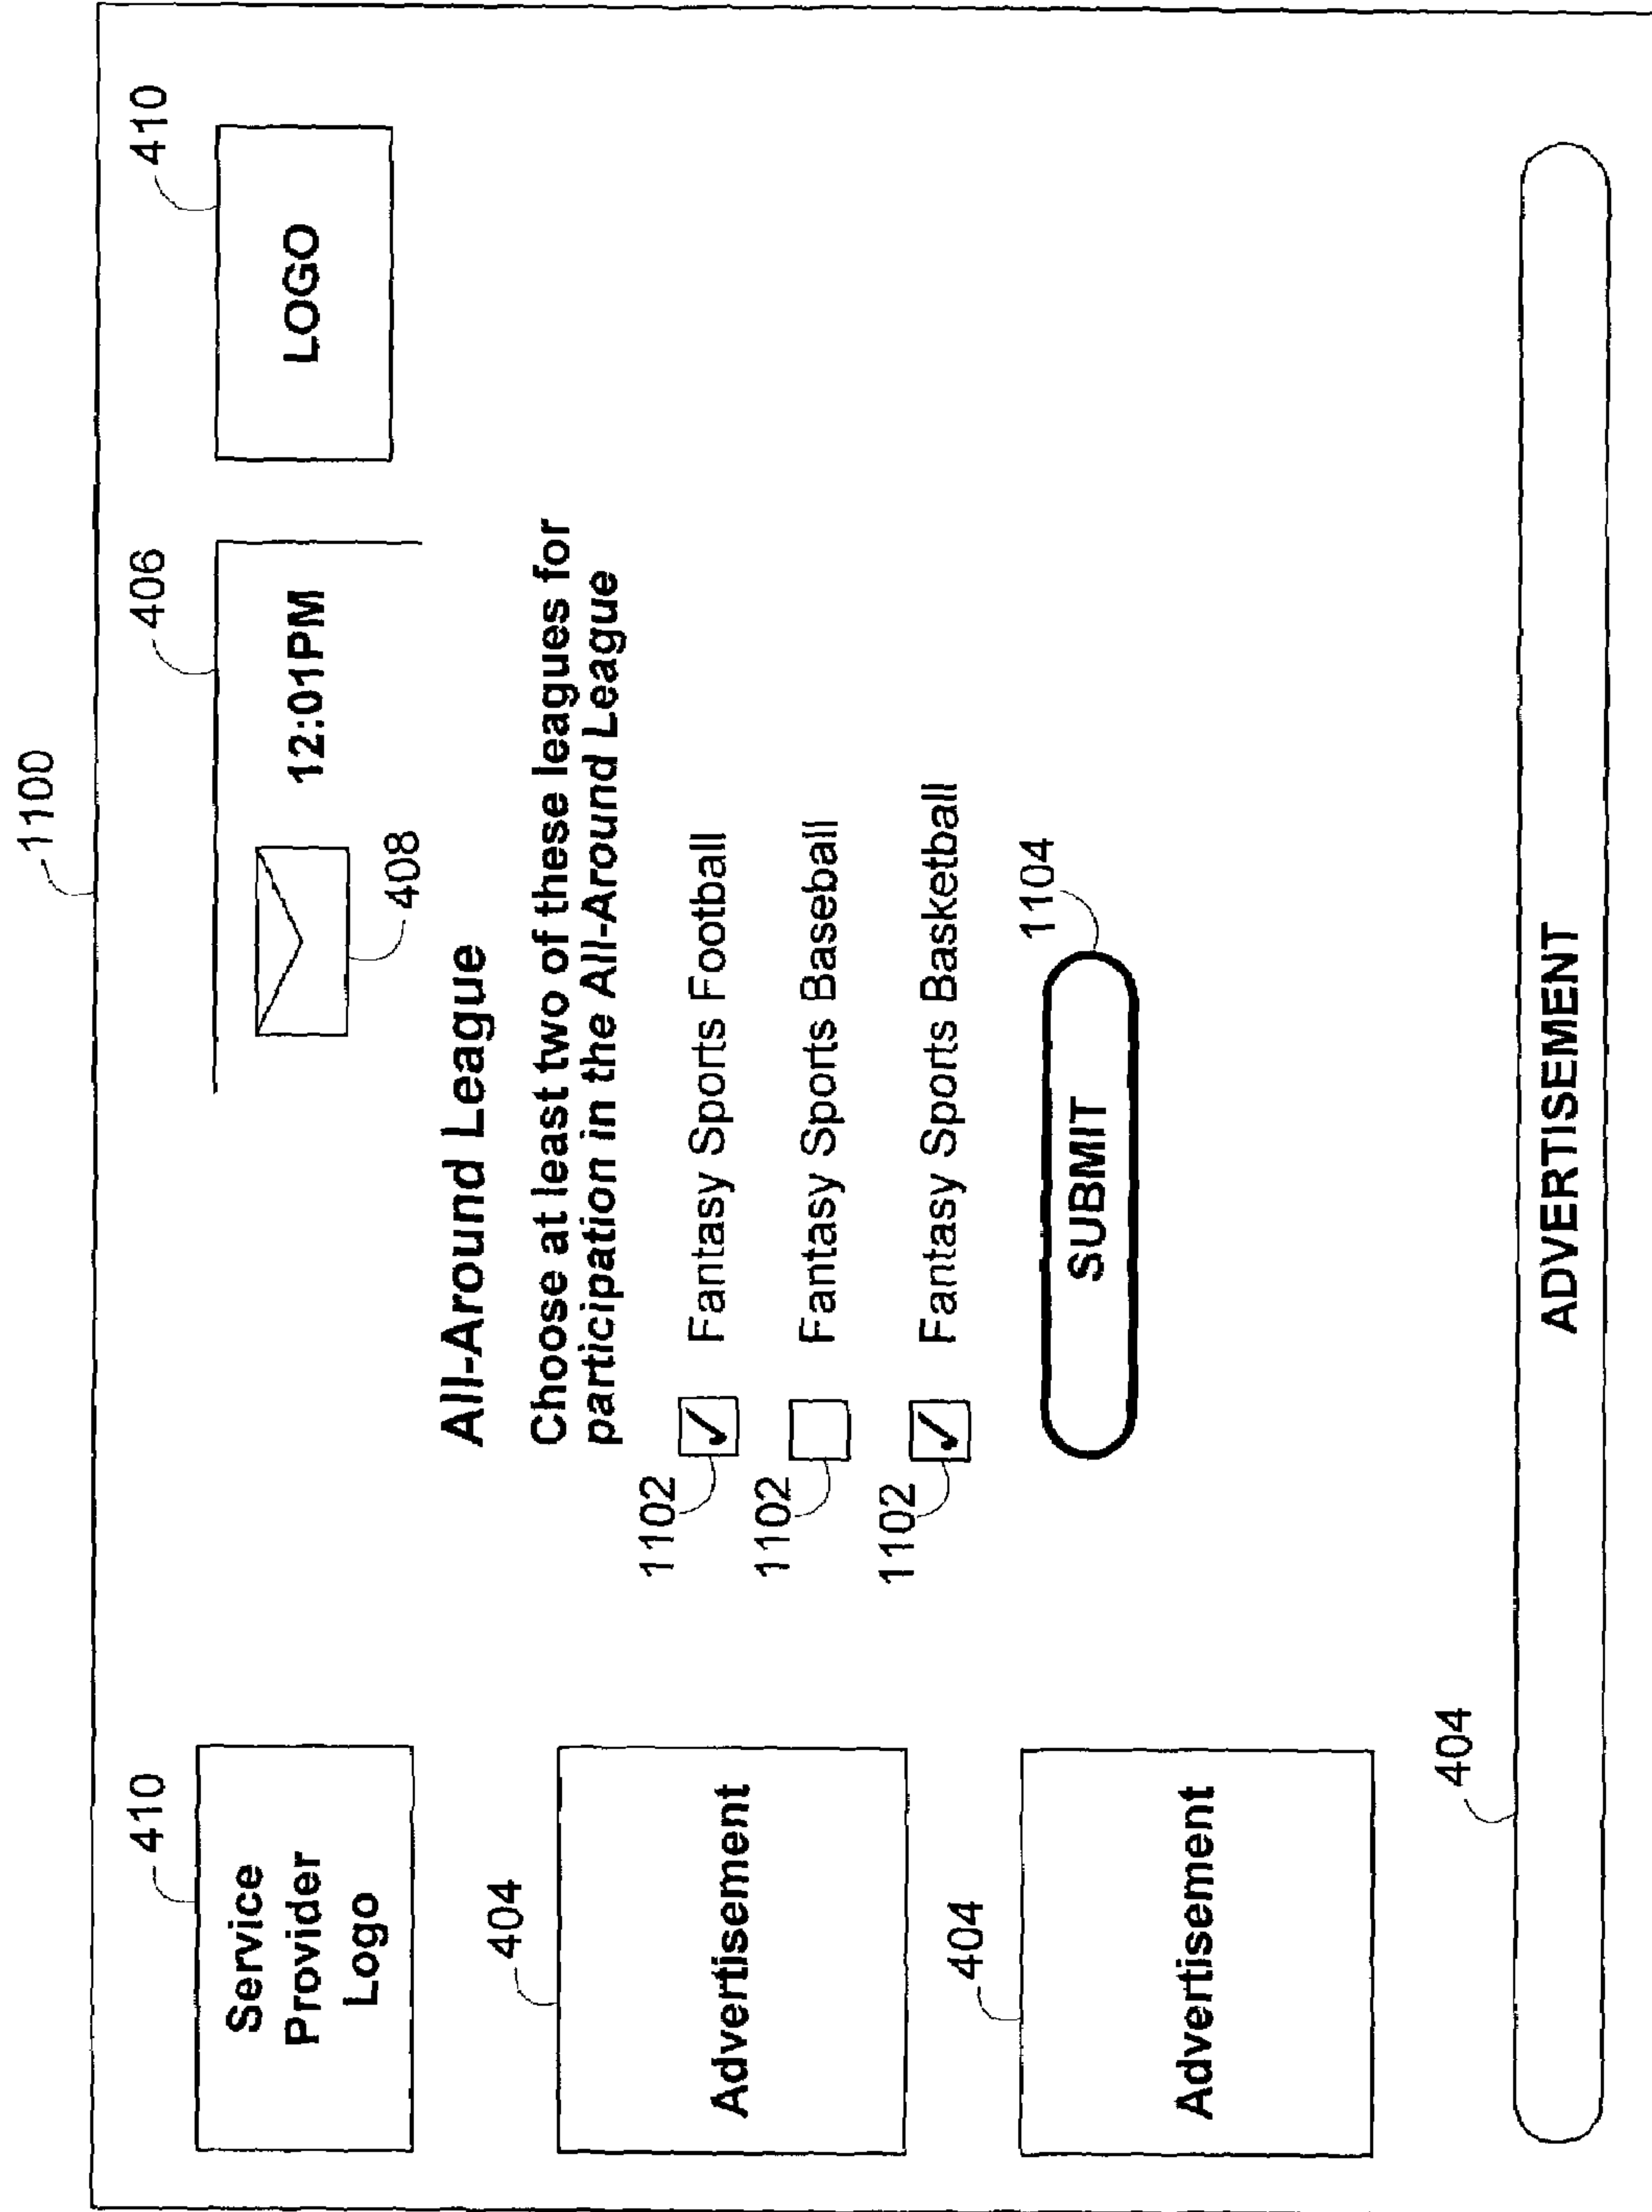 1100
410
Service
Provider
Logo
406
12:01PM
408
410
LOGO
All-Around League
Choose at least two of these leagues for
participation in the All-Around League
404
Advertisement
1102
Fantasy Sports Football
1102
Fantasy Sports Baseball
1102
Fantasy Sports Basketball
404
Advertisement
1104
SUBMIT
404
ADVERTISEMENT